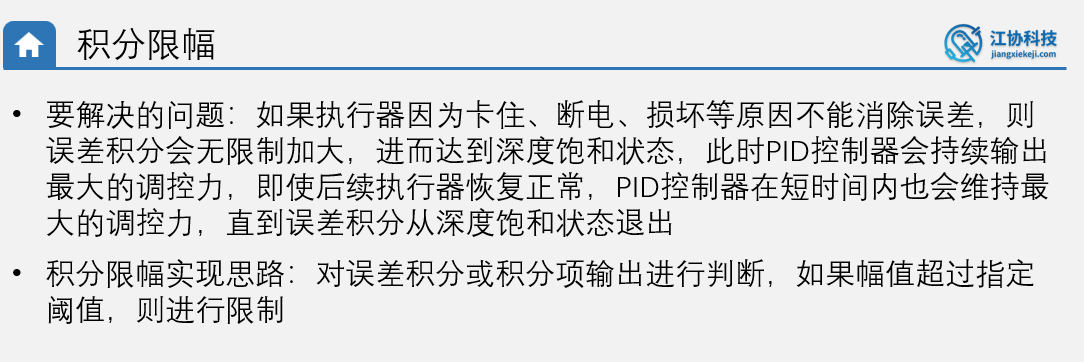 积分限幅
江协科技
jiangxiekeji.com
• 要解决的问题：如果执行器因为卡住、断电、损坏等原因不能消除误差，则
误差积分会无限制加大，进而达到深度饱和状态，此时PID控制器会持续输出
最大的调控力，即使后续执行器恢复正常，PID控制器在短时间内也会维持最
大的调控力，直到误差积分从深度饱和状态退出
• 积分限幅实现思路：对误差积分或积分项输出进行判断，如果幅值超过指定
阈值，则进行限制